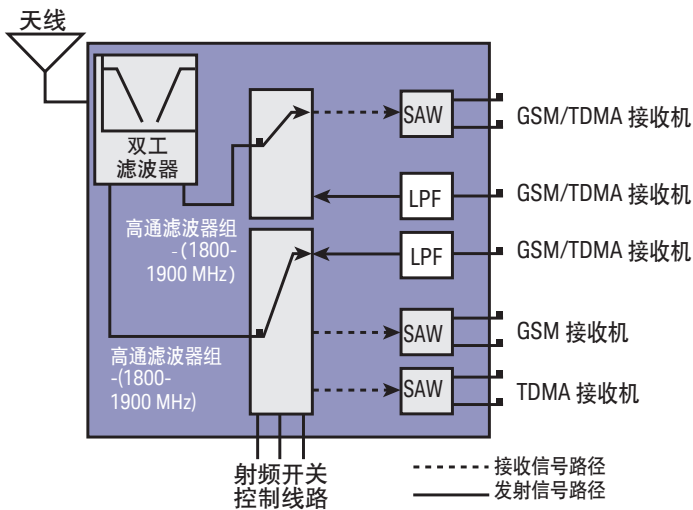 天线
双工
滤波器
SAW
GSM/TDMA 接收机
LPF
GSM/TDMA 接收机
高通滤波器组
- (1800-
1900 MHz)
LPF
GSM/TDMA 接收机
SAW
GSM 接收机
高通滤波器组
-(1800-
1900 MHz)
SAW
TDMA 接收机
射频开关
控制线路
接收信号路径
发射信号路径